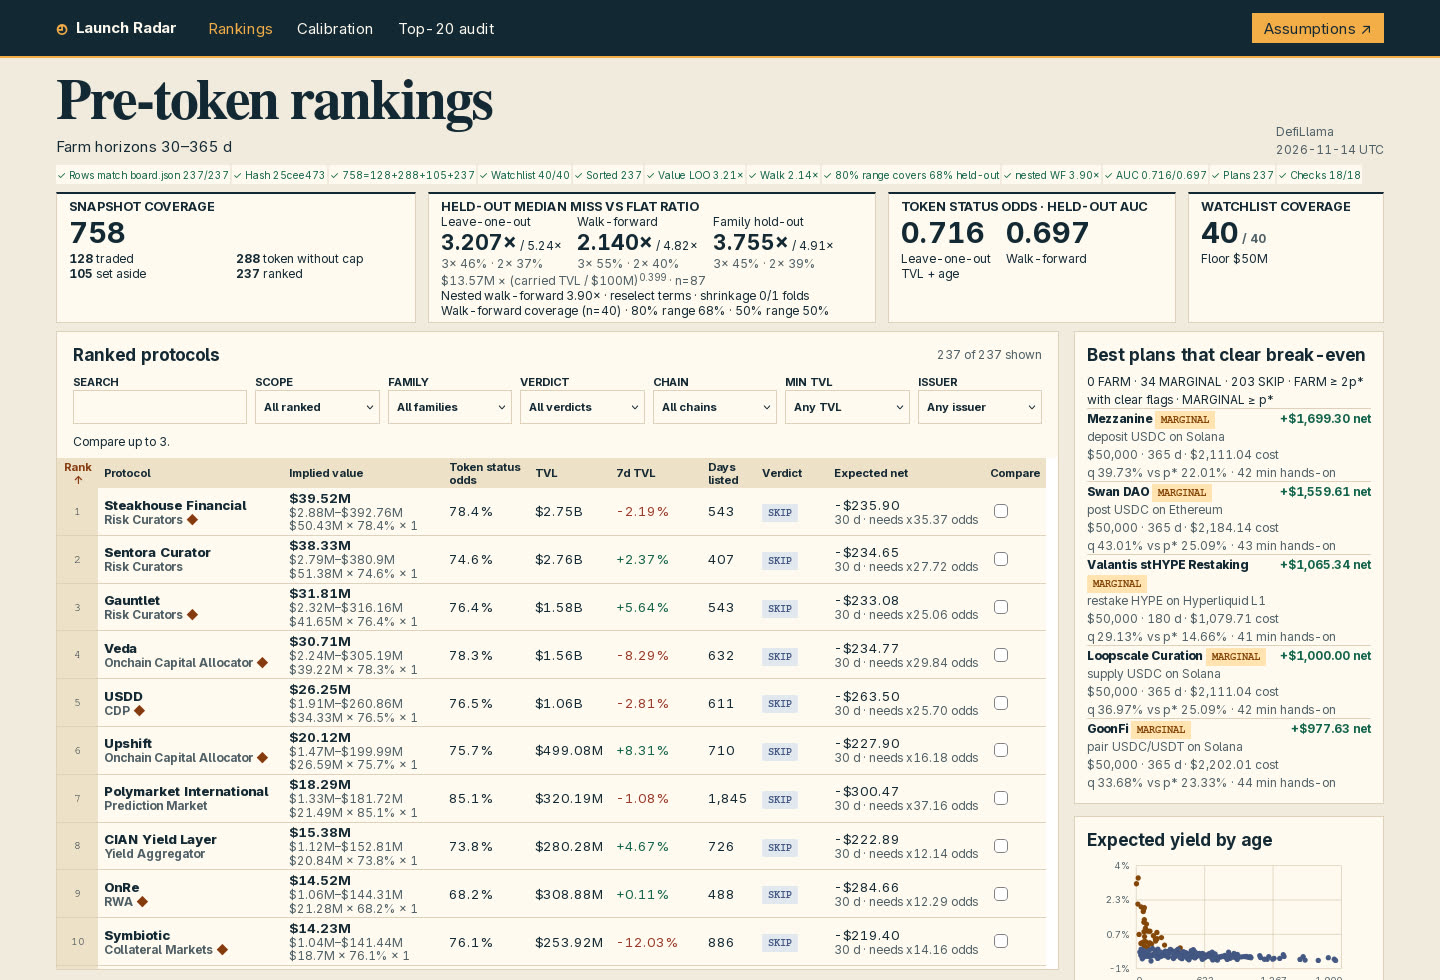 Launch Radar
Rankings
Calibration
Top-20 audit
Assumptions ↗
Pre-token rankings
Farm horizons 30–365 d
DefiLlama
2026-11-14 UTC
✓ Rows match board.json 237/237 ✓ Hash 25cee473 ✓ 758=128+288+105+237 ✓ Watchlist 40/40 ✓ Sorted 237 ✓ Value LOO 3.21× ✓ Walk 2.14× ✓ 80% range covers 68% held-out ✓ nested WF 3.90× ✓ AUC 0.716/0.697 ✓ Plans 237 ✓ Checks 18/18
SNAPSHOT COVERAGE
758
128 traded
288 token without cap
105 set aside
237 ranked
HELD-OUT MEDIAN MISS VS FLAT RATIO
Leave-one-out
Walk-forward
Family hold-out
3.207× / 5.24×
2.140× / 4.82×
3.755× / 4.91×
3× 46% · 2× 37%
3× 55% · 2× 40%
3× 45% · 2× 39%
$13.57M × (carried TVL / $100M)0.399 · n=87
Nested walk-forward 3.90× · reselect terms · shrinkage 0/1 folds
Walk-forward coverage (n=40) · 80% range 68% · 50% range 50%
TOKEN STATUS ODDS · HELD-OUT AUC
0.716
0.697
Leave-one-out
Walk-forward
TVL + age
WATCHLIST COVERAGE
40 / 40
Floor $50M
Ranked protocols
237 of 237 shown
SEARCH
SCOPE
FAMILY
VERDICT
CHAIN
MIN TVL
ISSUER
All ranked
All families
All verdicts
All chains
Any TVL
Any issuer
Compare up to 3.
Rank ↑
Protocol
Implied value
Token status odds
TVL
7d TVL
Days listed
Verdict
Expected net
Compare
1
Steakhouse Financial
Risk Curators ◆
$39.52M
$2.88M–$392.76M
$50.43M × 78.4% × 1
78.4%
$2.75B
-2.19%
543
SKIP
-$235.90
30 d · needs x35.37 odds
2
Sentora Curator
Risk Curators
$38.33M
$2.79M–$380.9M
$51.38M × 74.6% × 1
74.6%
$2.76B
+2.37%
407
SKIP
-$234.65
30 d · needs x27.72 odds
3
Gauntlet
Risk Curators ◆
$31.81M
$2.32M–$316.16M
$41.65M × 76.4% × 1
76.4%
$1.58B
+5.64%
543
SKIP
-$233.08
30 d · needs x25.06 odds
4
Veda
Onchain Capital Allocator ◆
$30.71M
$2.24M–$305.19M
$39.22M × 78.3% × 1
78.3%
$1.56B
-8.29%
632
SKIP
-$234.77
30 d · needs x29.84 odds
5
USDD
CDP ◆
$26.25M
$1.91M–$260.86M
$34.33M × 76.5% × 1
76.5%
$1.06B
-2.81%
611
SKIP
-$263.50
30 d · needs x25.70 odds
6
Upshift
Onchain Capital Allocator ◆
$20.12M
$1.47M–$199.99M
$26.59M × 75.7% × 1
75.7%
$499.08M
+8.31%
710
SKIP
-$227.90
30 d · needs x16.18 odds
7
Polymarket International
Prediction Market
$18.29M
$1.33M–$181.72M
$21.49M × 85.1% × 1
85.1%
$320.19M
-1.08%
1,845
SKIP
-$300.47
30 d · needs x37.16 odds
8
CIAN Yield Layer
Yield Aggregator
$15.38M
$1.12M–$152.81M
$20.84M × 73.8% × 1
73.8%
$280.28M
+4.67%
726
SKIP
-$222.89
30 d · needs x12.14 odds
9
OnRe
RWA ◆
$14.52M
$1.06M–$144.31M
$21.28M × 68.2% × 1
68.2%
$308.88M
+0.11%
488
SKIP
-$284.66
30 d · needs x12.29 odds
10
Symbiotic
Collateral Markets ◆
$14.23M
$1.04M–$141.44M
$18.7M × 76.1% × 1
76.1%
$253.92M
-12.03%
886
SKIP
-$219.40
30 d · needs x14.16 odds
Best plans that clear break-even
0 FARM · 34 MARGINAL · 203 SKIP · FARM ≥ 2p*
with clear flags · MARGINAL ≥ p*
Mezzanine MARGINAL +$1,699.30 net
deposit USDC on Solana
$50,000 · 365 d · $2,111.04 cost
q 39.73% vs p* 22.01% · 42 min hands-on
Swan DAO MARGINAL +$1,559.61 net
post USDC on Ethereum
$50,000 · 365 d · $2,184.14 cost
q 43.01% vs p* 25.09% · 43 min hands-on
Valantis stHYPE Restaking +$1,065.34 net
MARGINAL
restake HYPE on Hyperliquid L1
$50,000 · 180 d · $1,079.71 cost
q 29.13% vs p* 14.66% · 41 min hands-on
Loopscale Curation MARGINAL +$1,000.00 net
supply USDC on Solana
$50,000 · 365 d · $2,111.04 cost
q 36.97% vs p* 25.09% · 42 min hands-on
GoonFi MARGINAL +$977.63 net
pair USDC/USDT on Solana
$50,000 · 365 d · $2,202.01 cost
q 33.68% vs p* 23.33% · 44 min hands-on
Expected yield by age
4%
2.3%
0.7%
-1%